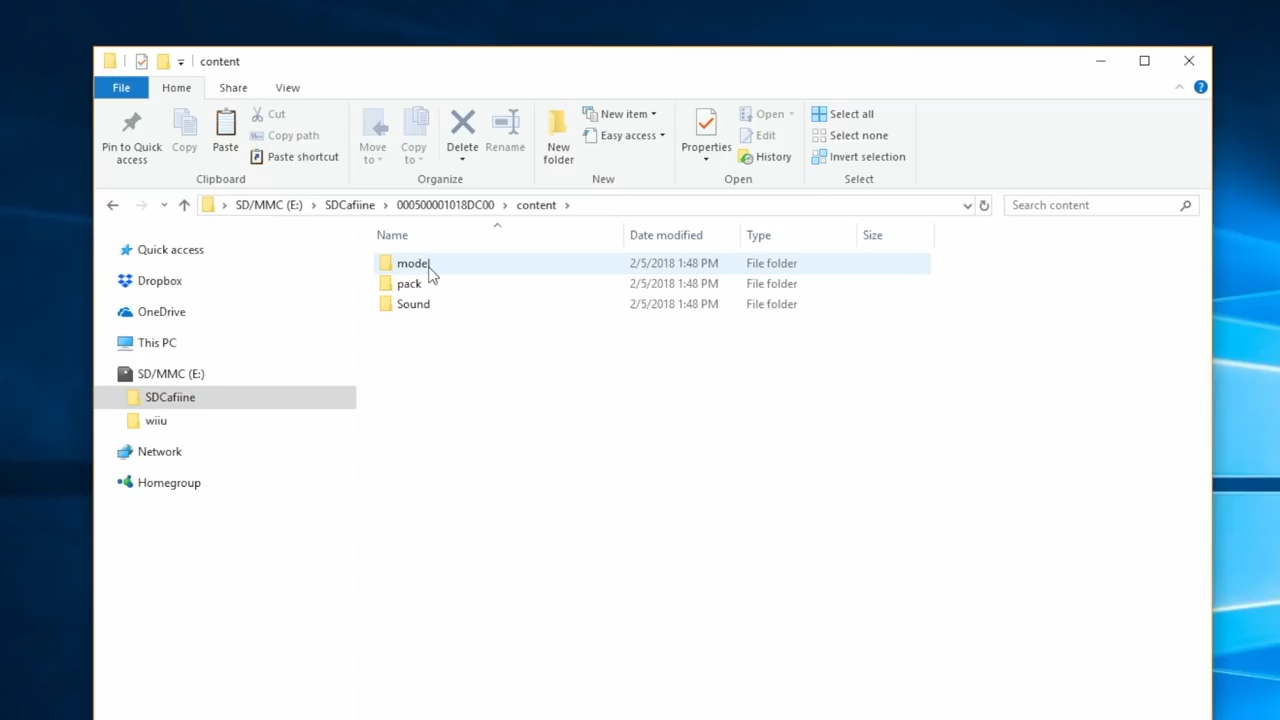 content
File Home Share View
Pin to Quick access
Copy
Paste
Cut
Copy path
Paste shortcut
Clipboard
Move to
Copy to
Delete
Rename
Organize
New folder
New item
Easy access
New
Properties
Open
Edit
History
Open
Select all
Select none
Invert selection
Select
SD/MMC (E:) SDCafiine 000500001018DC00 content
Search content
Name Date modified Type Size
model 2/5/2018 1:48 PM File folder
pack 2/5/2018 1:48 PM File folder
Sound 2/5/2018 1:48 PM File folder
Quick access
Dropbox
OneDrive
This PC
SD/MMC (E:)
SDCafiine
wiiu
Network
Homegroup